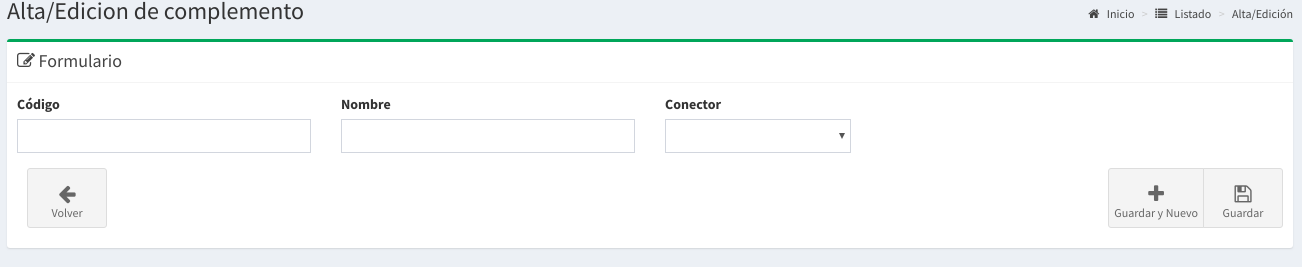 Alta/Edicion de complemento
Inicio > Listado > Alta/Edición
Formulario
Código Nombre Conector
Volver Guardar y Nuevo Guardar